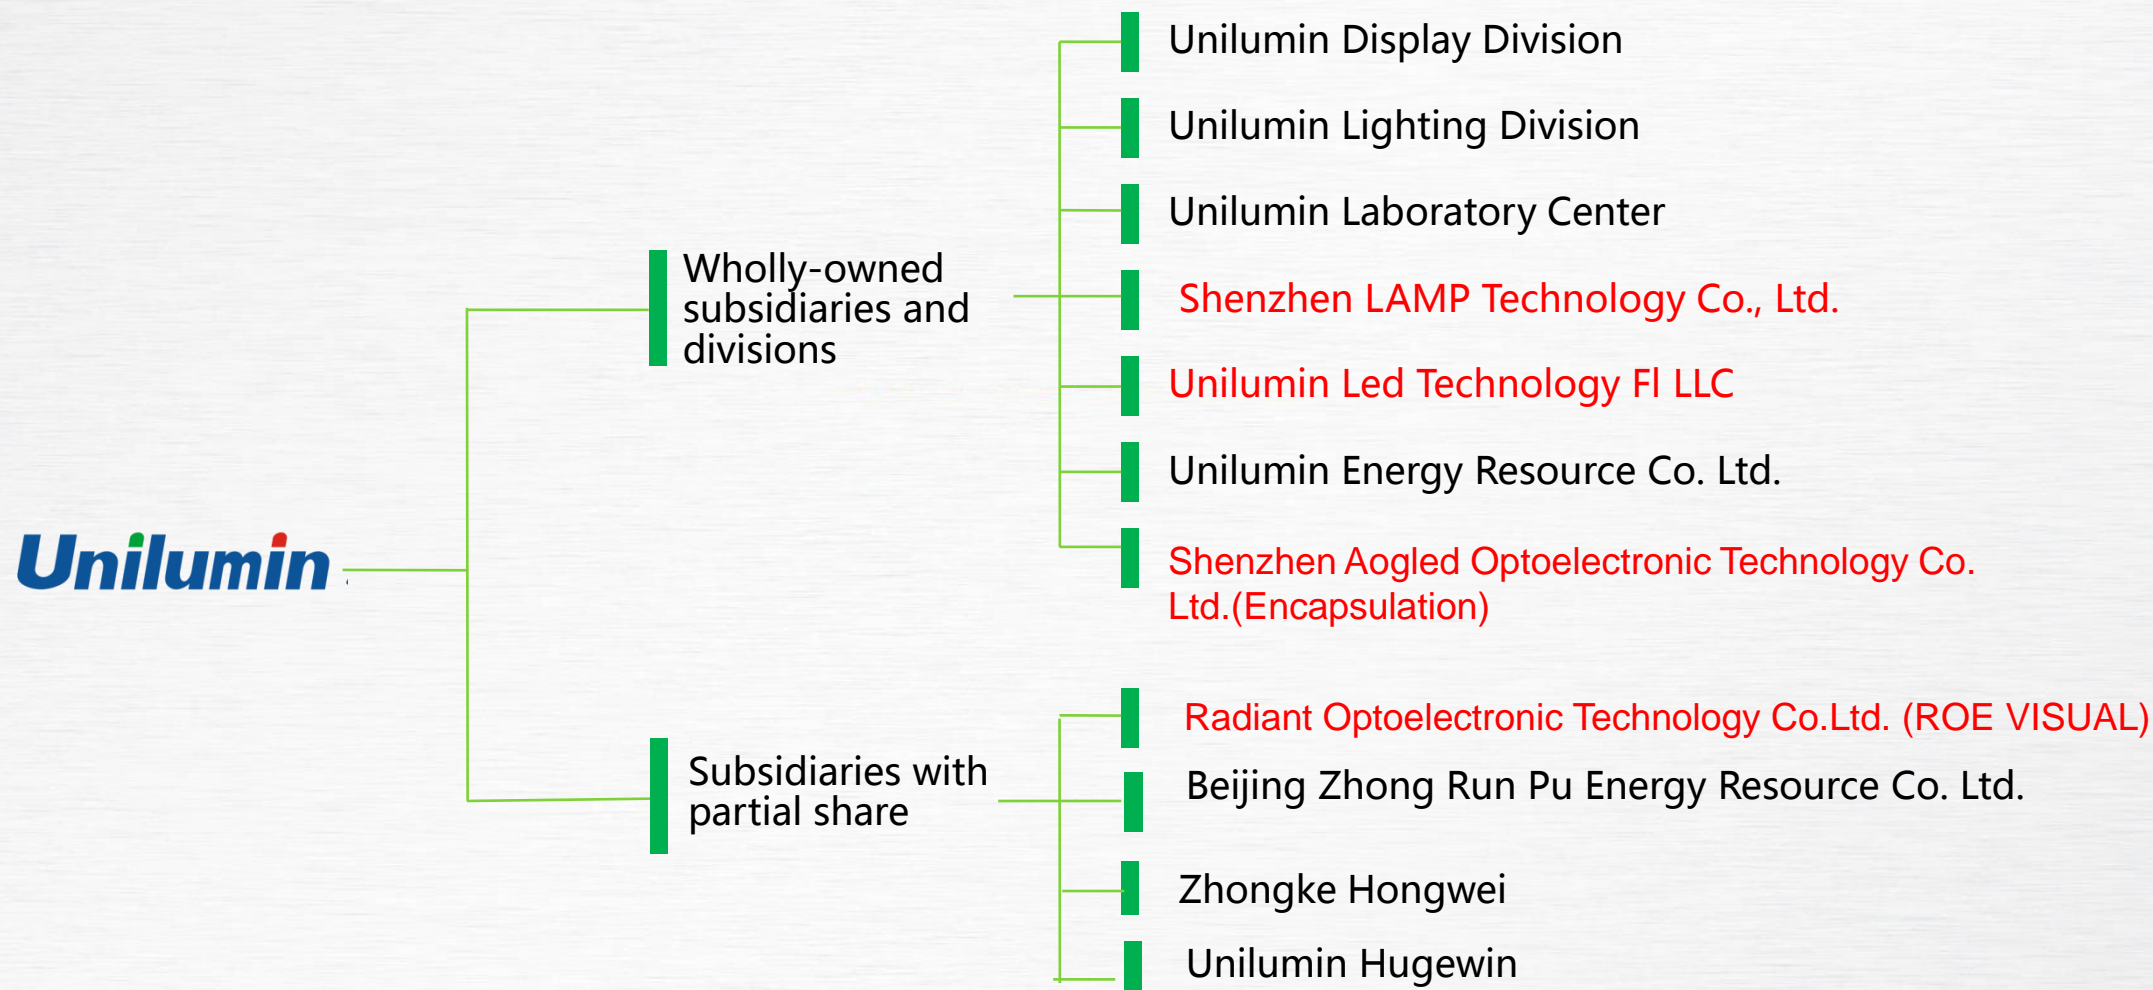 Unilumin
Wholly-owned
subsidiaries and
divisions
Unilumin Display Division
Unilumin Lighting Division
Unilumin Laboratory Center
Shenzhen LAMP Technology Co., Ltd.
Unilumin Led Technology Fl LLC
Unilumin Energy Resource Co. Ltd.
Shenzhen Aogled Optoelectronic Technology Co.
Ltd.(Encapsulation)
Subsidiaries with
partial share
Radiant Optoelectronic Technology Co.Ltd. (ROE VISUAL)
Beijing Zhong Run Pu Energy Resource Co. Ltd.
Zhongke Hongwei
Unilumin Hugewin